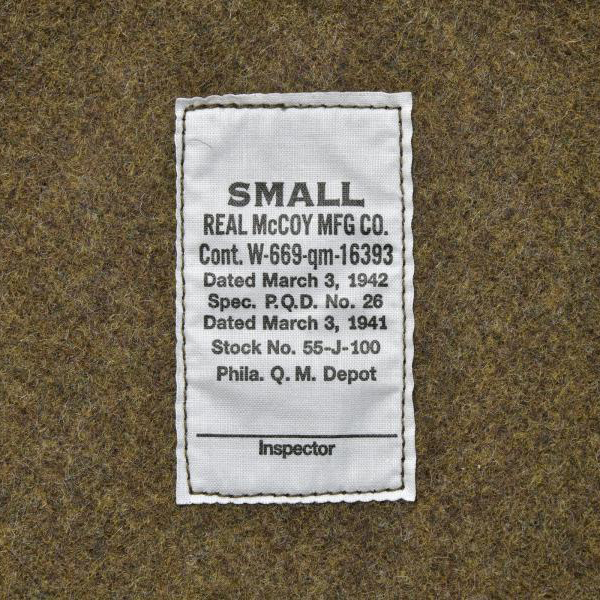 SMALL
REAL McCOY MFG CO.
Cont. W-669-qm-16393
Dated March 3, 1942
Spec. P.Q.D. No. 26
Dated March 3, 1941
Stock No. 55-J-100
Phila. Q. M. Depot
Inspector